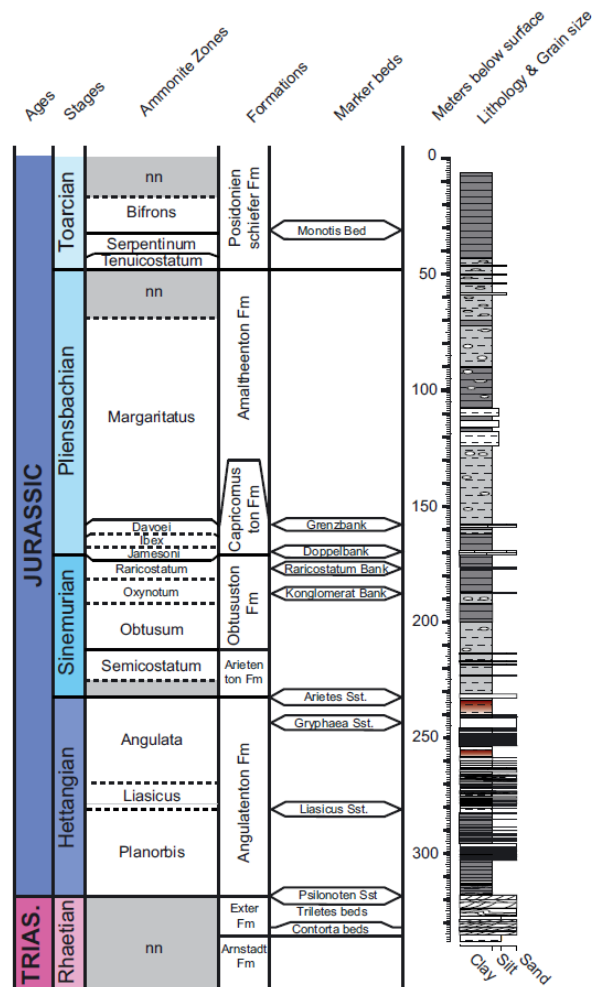 Ages
Stages
Ammonite Zones
Formations
Marker beds
Meters below surface
Lithology & Grain size
JURASSIC
TRIAS.
Toarcian
Pliensbachian
Sinemurian
Hettangian
Rhaetian
nn
Bifrons
Serpentinum
Tenuicostatum
nn
Margaritatus
Davoei
Ibex
Jamesoni
Raricostatum
Oxynotum
Obtusum
Semicostatum
Angulata
Liasicus
Planorbis
nn
Posidonien
schiefer Fm
Amaltheenton Fm
Capricornus
ton Fm
Obtususton
Fm
Arieten
ton Fm
Angulatenton Fm
Exter
Fm
Arnstadt
Fm
Monotis Bed
Grenzbank
Doppelbank
Raricostatum Bank
Konglomerat Bank
Arietes Sst.
Gryphaea Sst.
Liasicus Sst.
Psilonoten Sst
Triletes beds
Contorta beds
0
50
100
150
200
250
300
Clay
Silt
Sand